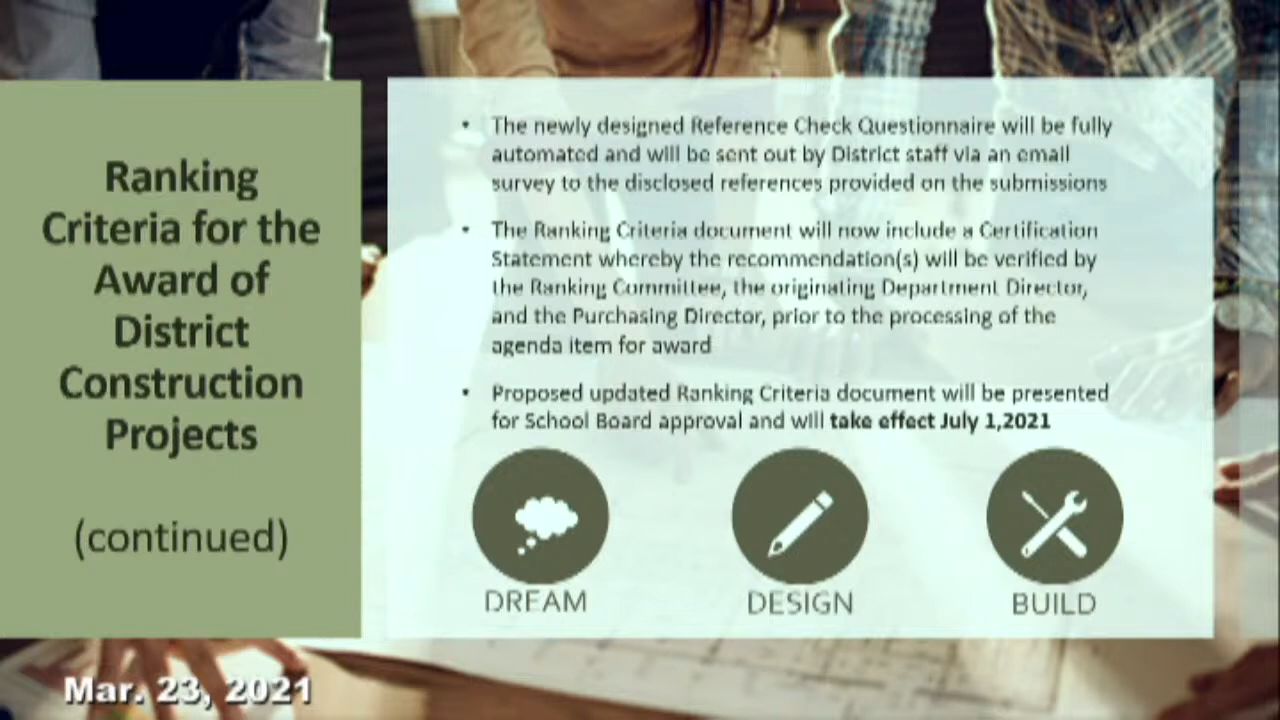 Ranking
Criteria for the
Award of
District
Construction
Projects
(continued)
• The newly designed Reference Check Questionnaire will be fully
automated and will be sent out by District staff via an email
survey to the disclosed references provided on the submissions
• The Ranking Criteria document will now include a Certification
Statement whereby the recommendation(s) will be verified by
the Ranking Committee, the originating Department Director,
and the Purchasing Director, prior to the processing of the
agenda item for award
• Proposed updated Ranking Criteria document will be presented
for School Board approval and will take effect July 1,2021
DREAM
DESIGN
BUILD
Mar. 23, 2021